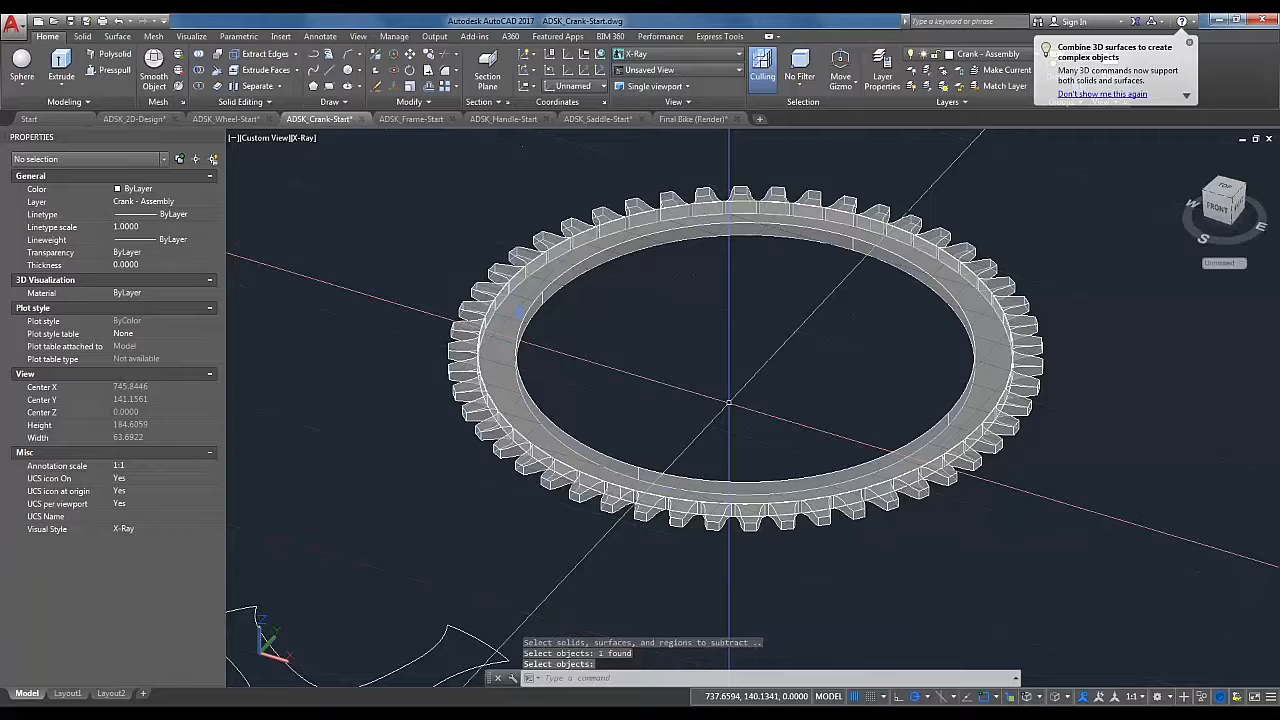 Autodesk AutoCAD 2017 ADSK_Crank-Start.dwg
Type a keyword or phrase
Sign In
Home Solid Surface Mesh Visualize Parametric Insert Annotate View Manage Output Add-ins A360 Featured Apps BIM 360 Performance Express Tools
Sphere
Extrude
Polysolid
Presspull
Smooth Object
Extract Edges
Extrude Faces
Separate
Section Plane
Unnamed
X-Ray
Unsaved View
Single viewport
Culling
No Filter
Move Gizmo
Layer Properties
Crank - Assembly
Make Current
Match Layer
Modeling
Mesh
Solid Editing
Draw
Modify
Section
Coordinates
View
Selection
Layers
Combine 3D surfaces to create
complex objects
Many 3D commands now support
both solids and surfaces.
Don't show me this again
Start ADSK_2D-Design* ADSK_Wheel-Start* ADSK_Crank-Start* ADSK_Frame-Start ADSK_Handle-Start ADSK_Saddle-Start* Final Bike (Render)*
PROPERTIES
[−][Custom View][X-Ray]
No selection
General
Color ByLayer
Layer Crank - Assembly
Linetype ByLayer
Linetype scale 1.0000
Lineweight ByLayer
Transparency ByLayer
Thickness 0.0000
3D Visualization
Material ByLayer
Plot style
Plot style ByColor
Plot style table None
Plot table attached to Model
Plot table type Not available
View
Center X 745.8446
Center Y 141.1561
Center Z 0.0000
Height 184.6059
Width 63.6922
Misc
Annotation scale 1:1
UCS icon On Yes
UCS icon at origin Yes
UCS per viewport Yes
UCS Name
Visual Style X-Ray
TOP
FRONT
W
S
E
Unnamed
Z
Y
X
Select solids, surfaces, and regions to subtract ..
Select objects: 1 found
Select objects:
Type a command
Model Layout1 Layout2
737.6594, 140.1341, 0.0000 MODEL
1:1